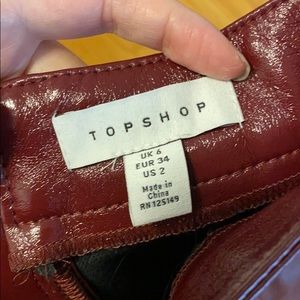 TOPSHOP
UK 6
EUR 34
US 2
Made in
China
RN 125149